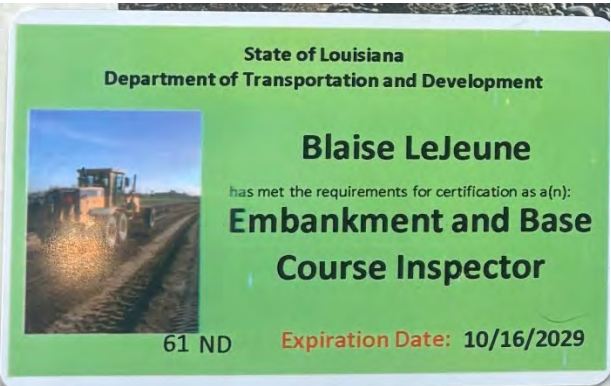 State of Louisiana
Department of Transportation and Development
Blaise LeJeune
has met the requirements for certification as a(n):
Embankment and Base
Course Inspector
61 ND
Expiration Date: 10/16/2029